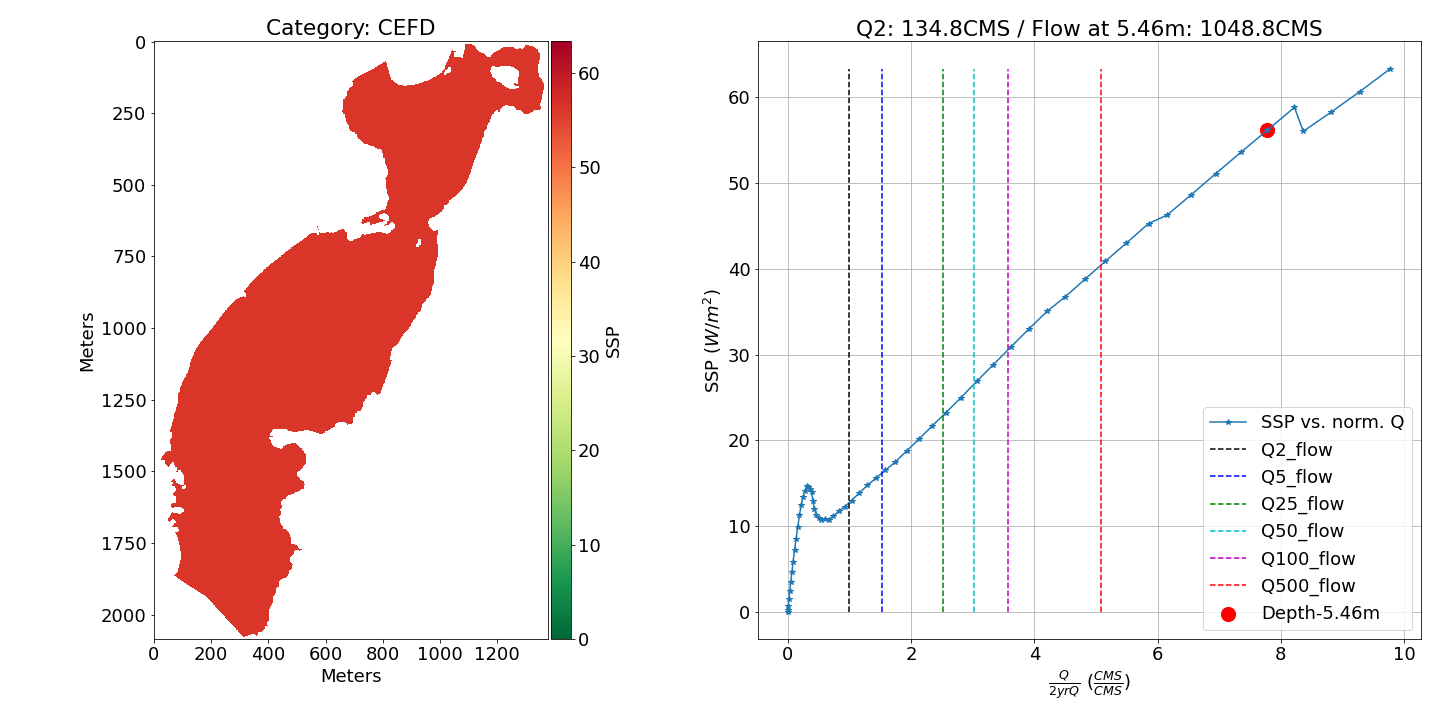 Category: CEFD
0
250
500
750
1000
1250
1500
1750
2000
Meters
0
200
400
600
800
1000
1200
Meters
60
50
40
30
20
10
0
SSP
Q2: 134.8CMS / Flow at 5.46m: 1048.8CMS
60
50
40
30
20
10
0
SSP (W/m²)
0
2
4
6
8
10
Q/2yrQ (CMS/CMS)
SSP vs. norm. Q
Q2_flow
Q5_flow
Q25_flow
Q50_flow
Q100_flow
Q500_flow
Depth-5.46m